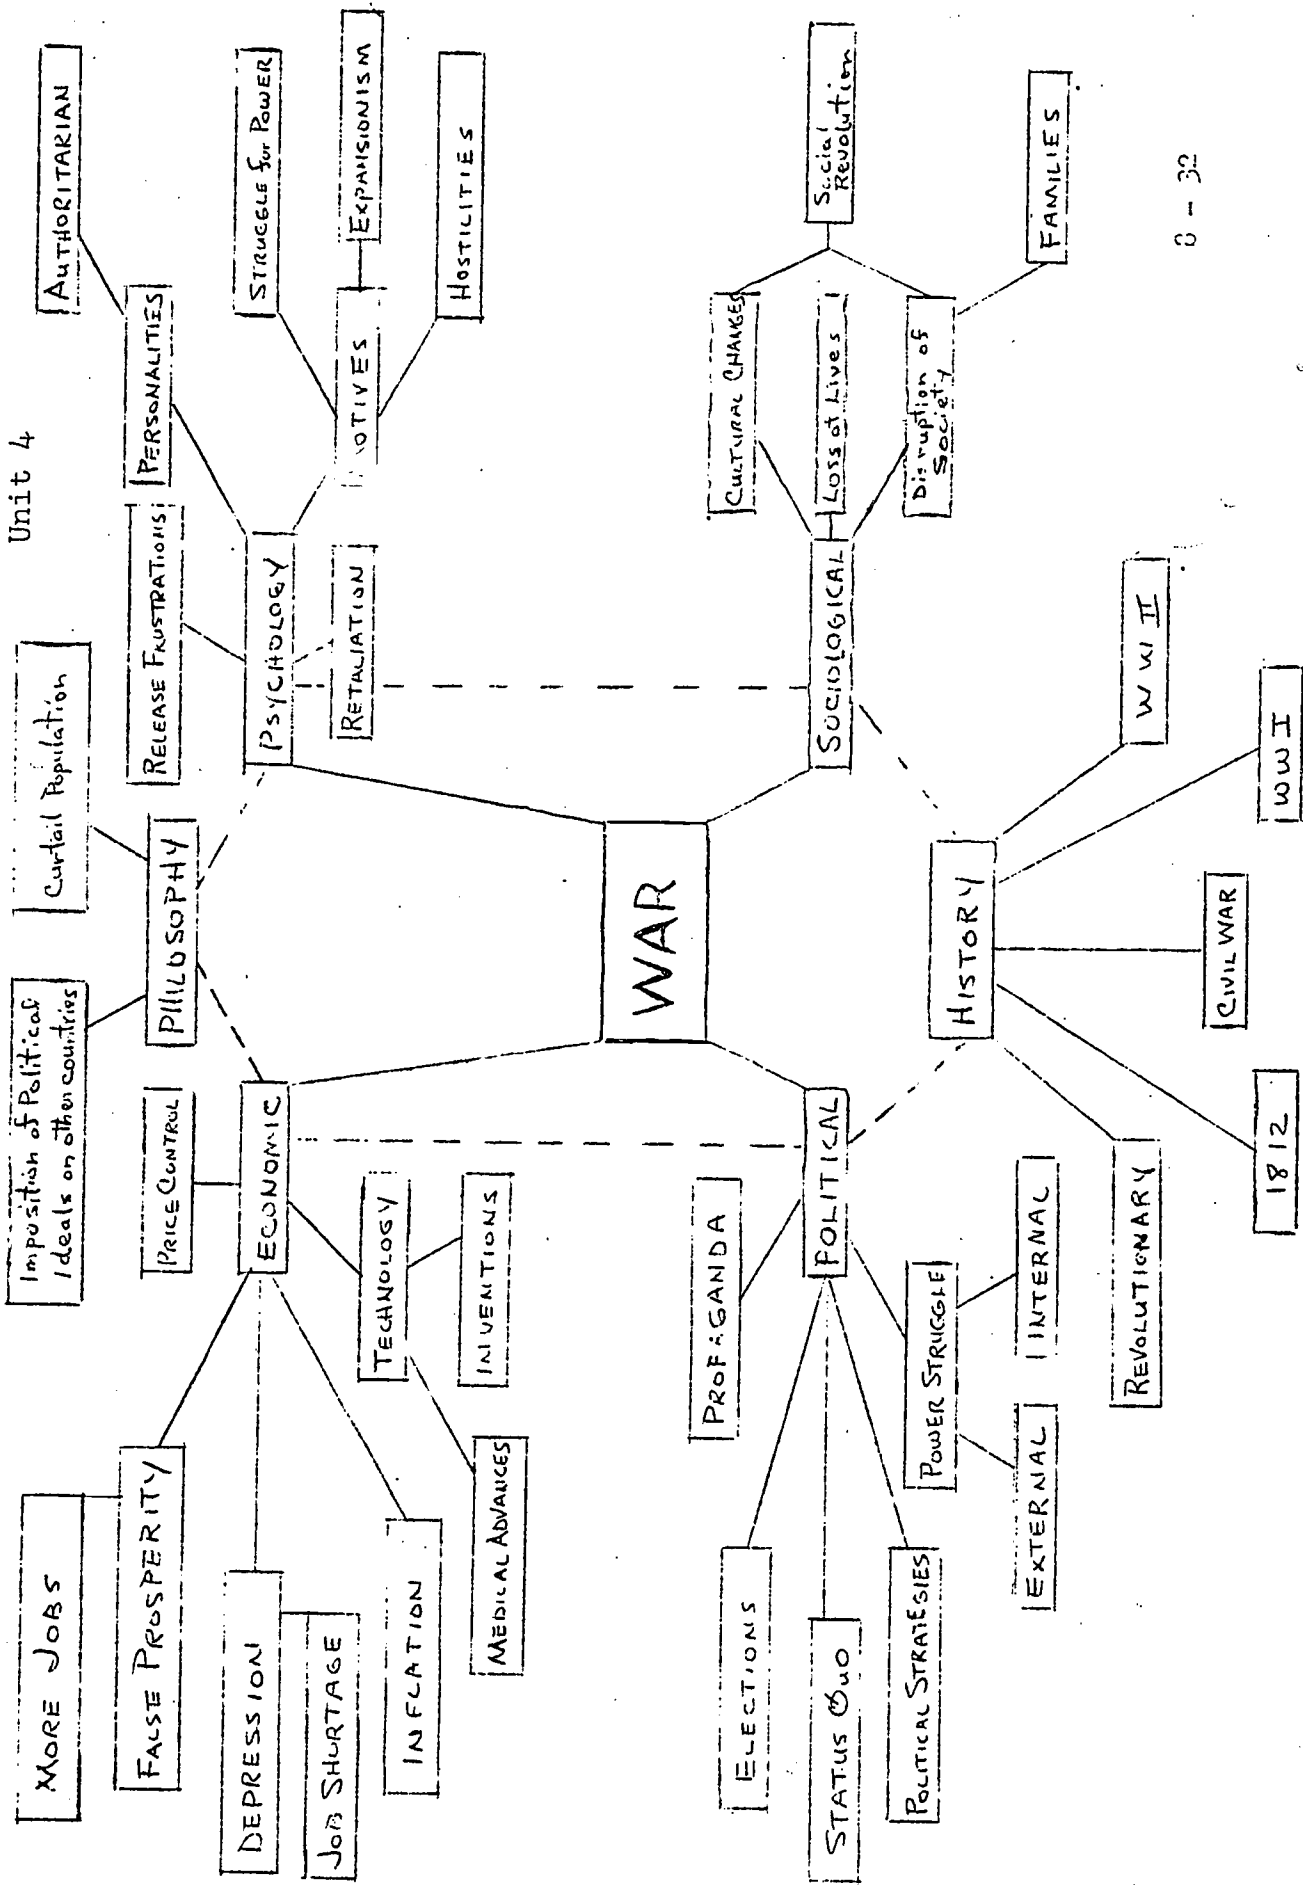 Unit 4
MORE JOBS
FALSE PROSPERITY
DEPRESSION
JOB SHORTAGE
INFLATION
Imposition of Political
Ideals on other countries
Curtail Population
PHILOSOPHY
PRICE CONTROL
ECONOMIC
TECHNOLOGY
INVENTIONS
MEDICAL ADVANCES
RELEASE FRUSTRATIONS
PERSONALITIES
AUTHORITARIAN
PSYCHOLOGY
RETALIATION
MOTIVES
STRUGGLE for POWER
EXPANSIONISM
HOSTILITIES
WAR
PROPAGANDA
ELECTIONS
STATUS QUO
POLITICAL STRATEGIES
POLITICAL
POWER STRUGGLE
EXTERNAL
INTERNAL
SOCIOLOGICAL
CULTURAL CHANGES
Loss of Lives
Disruption of
Society
Social
Revolution
FAMILIES
HISTORY
REVOLUTIONARY
1812
CIVIL WAR
WW I
WW II